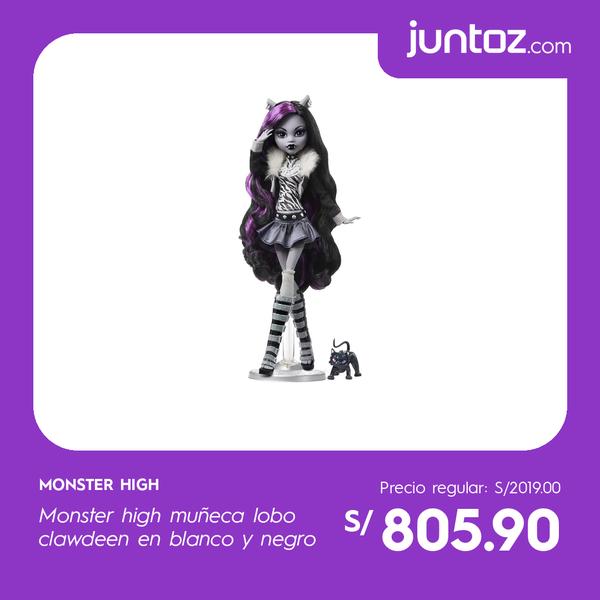 juntoz.com
MONSTER HIGH
Monster high muñeca lobo
clawdeen en blanco y negro
Precio regular: S/2019.00
S/ 805.90